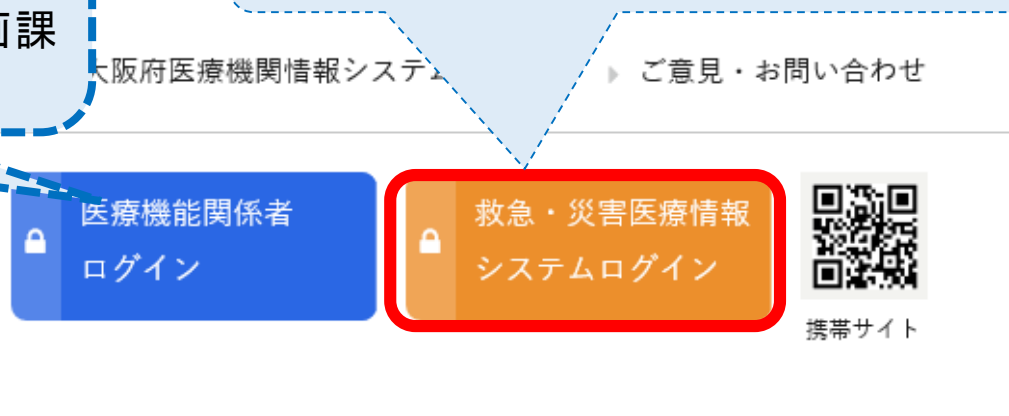 課
大阪府医療機関情報システ
ご意見・お問い合わせ
医療機能関係者
ログイン
救急・災害医療情報
システムログイン
携帯サイト